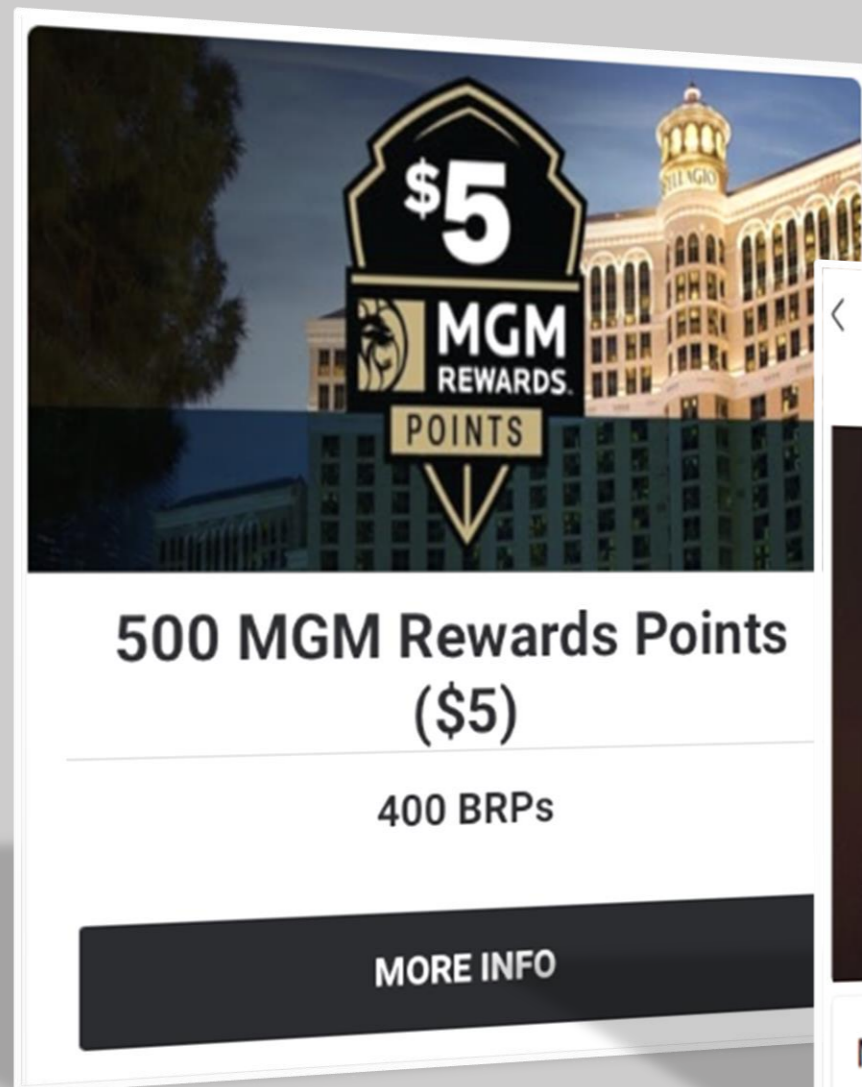 $5
MGM
REWARDS.
POINTS
500 MGM Rewards Points
($5)
400 BRPs
MORE INFO